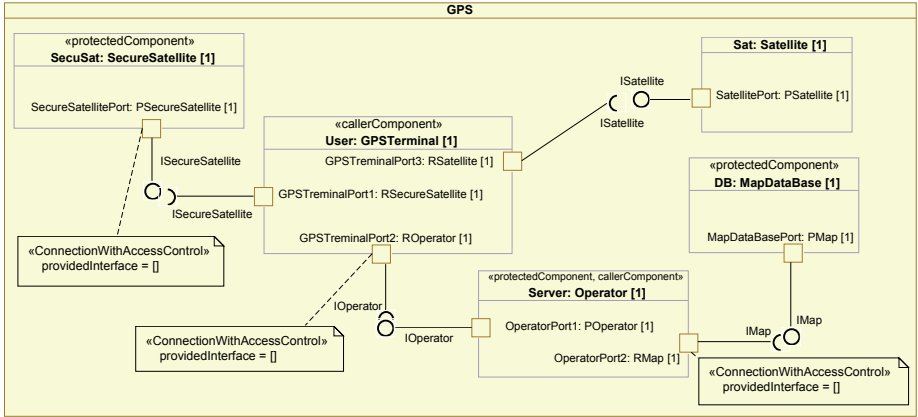 GPS
«protectedComponent»
SecuSat: SecureSatellite [1]
SecureSatellitePort: PSecureSatellite [1]
Sat: Satellite [1]
SatellitePort: PSatellite [1]
ISatellite
ISatellite
«callerComponent»
User: GPSTerminal [1]
GPSTreminalPort3: RSatellite [1]
GPSTreminalPort1: RSecureSatellite [1]
GPSTreminalPort2: ROperator [1]
ISecureSatellite
ISecureSatellite
«protectedComponent»
DB: MapDataBase [1]
MapDataBasePort: PMap [1]
«ConnectionWithAccessControl»
providedInterface = []
«protectedComponent, callerComponent»
Server: Operator [1]
OperatorPort1: POperator [1]
OperatorPort2: RMap [1]
IOperator
IOperator
IMap
IMap
«ConnectionWithAccessControl»
providedInterface = []
«ConnectionWithAccessControl»
providedInterface = []